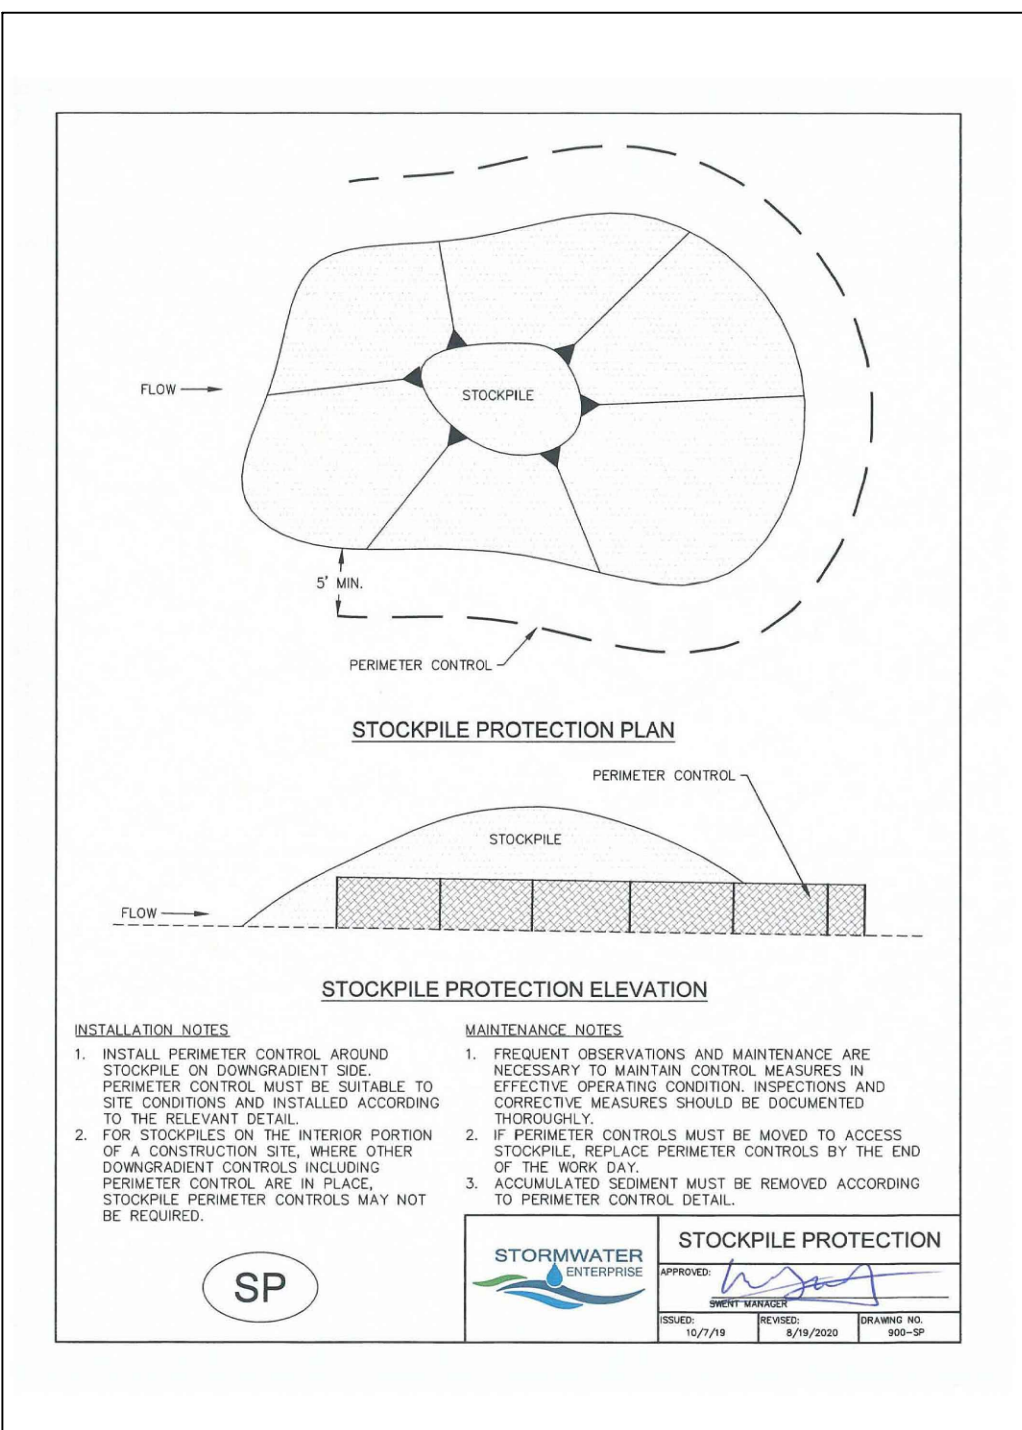 FLOW
STOCKPILE
5' MIN.
PERIMETER CONTROL
STOCKPILE PROTECTION PLAN
PERIMETER CONTROL
STOCKPILE
FLOW
STOCKPILE PROTECTION ELEVATION
INSTALLATION NOTES
1. INSTALL PERIMETER CONTROL AROUND
STOCKPILE ON DOWNGRADIENT SIDE.
PERIMETER CONTROL MUST BE SUITABLE TO
SITE CONDITIONS AND INSTALLED ACCORDING
TO THE RELEVANT DETAIL.
2. FOR STOCKPILES ON THE INTERIOR PORTION
OF A CONSTRUCTION SITE, WHERE OTHER
DOWNGRADIENT CONTROLS INCLUDING
PERIMETER CONTROL ARE IN PLACE,
STOCKPILE PERIMETER CONTROLS MAY NOT
BE REQUIRED.
MAINTENANCE NOTES
1. FREQUENT OBSERVATIONS AND MAINTENANCE ARE
NECESSARY TO MAINTAIN CONTROL MEASURES IN
EFFECTIVE OPERATING CONDITION. INSPECTIONS AND
CORRECTIVE MEASURES SHOULD BE DOCUMENTED
THOROUGHLY.
2. IF PERIMETER CONTROLS MUST BE MOVED TO ACCESS
STOCKPILE, REPLACE PERIMETER CONTROLS BY THE END
OF THE WORK DAY.
3. ACCUMULATED SEDIMENT MUST BE REMOVED ACCORDING
TO PERIMETER CONTROL DETAIL.
SP
STORMWATER
ENTERPRISE
STOCKPILE PROTECTION
APPROVED:
SWENT MANAGER
ISSUED:
10/7/19
REVISED:
8/19/2020
DRAWING NO.
900-SP